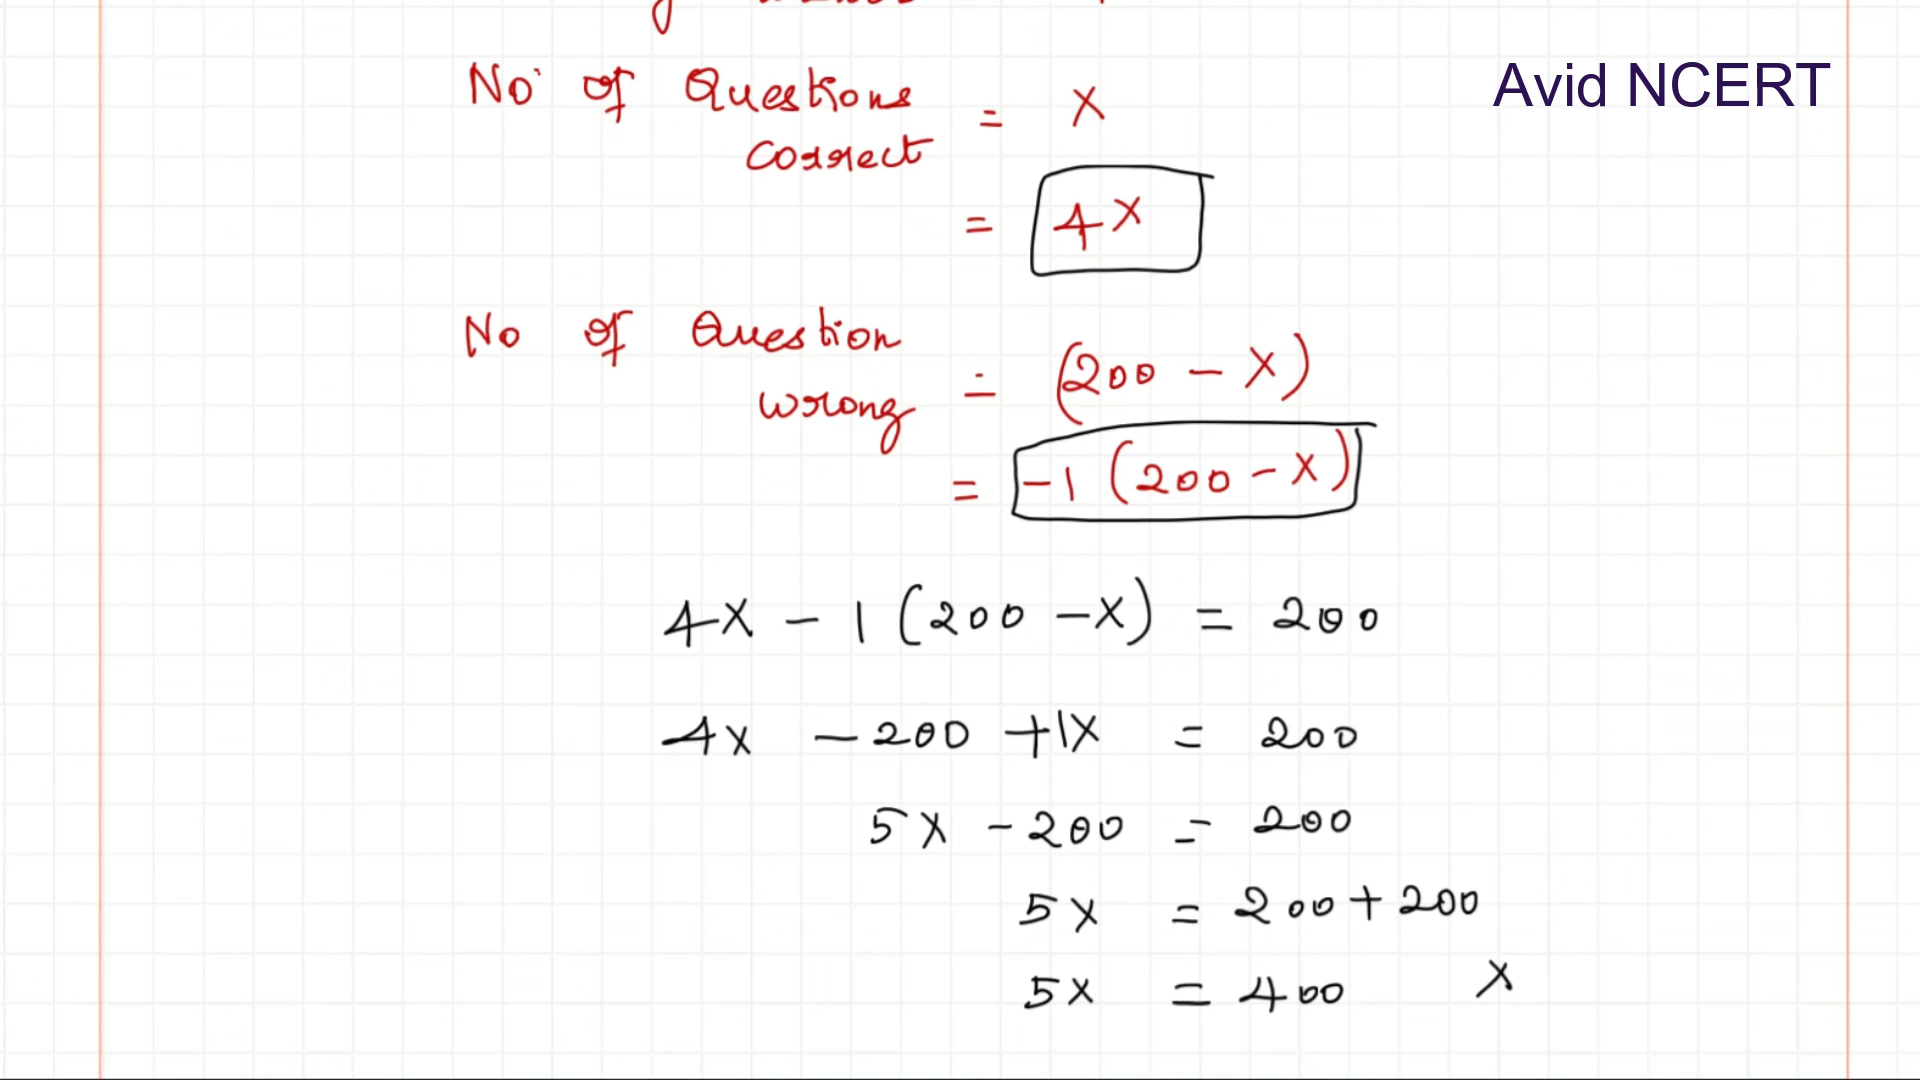 Avid NCERT
No. of Questions correct = X
= 4X
No of Question wrong = (200 - X)
= -1 (200 - X)
4X - 1 (200 - X) = 200
4X - 200 + 1X = 200
5X - 200 = 200
5X = 200 + 200
5X = 400 X